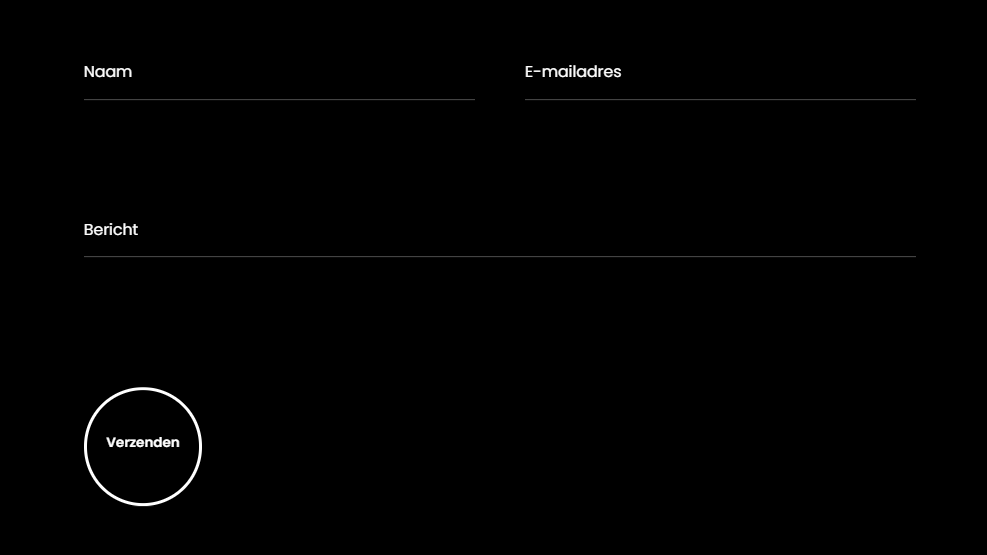 Naam
E-mailadres
Bericht
Verzenden